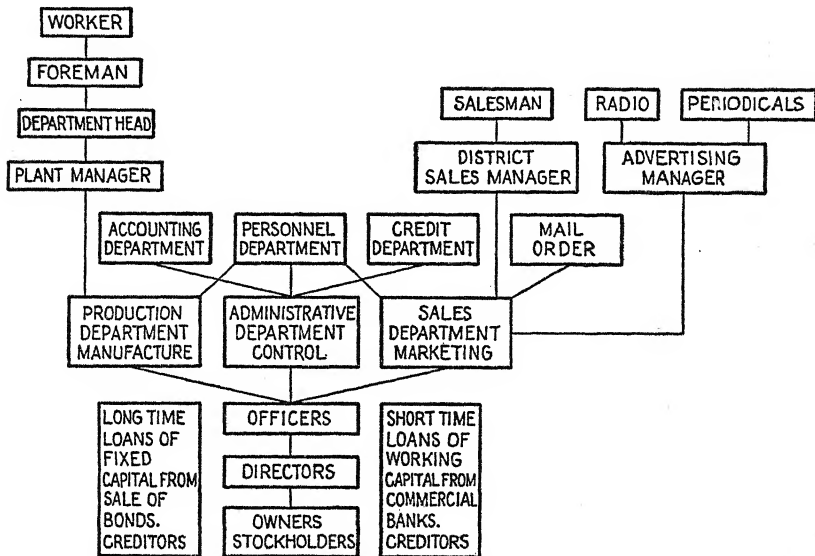 WORKER
FOREMAN
DEPARTMENT HEAD
PLANT MANAGER
SALESMAN
RADIO
PERIODICALS
DISTRICT
SALES MANAGER
ADVERTISING
MANAGER
ACCOUNTING
DEPARTMENT
PERSONNEL
DEPARTMENT
CREDIT
DEPARTMENT
MAIL
ORDER
PRODUCTION
DEPARTMENT
MANUFACTURE
ADMINISTRATIVE
DEPARTMENT
CONTROL
SALES
DEPARTMENT
MARKETING
LONG TIME
LOANS OF
FIXED
CAPITAL FROM
SALE OF
BONDS.
CREDITORS
OFFICERS
DIRECTORS
OWNERS
STOCKHOLDERS
SHORT TIME
LOANS OF
WORKING
CAPITAL FROM
COMMERCIAL
BANKS.
CREDITORS